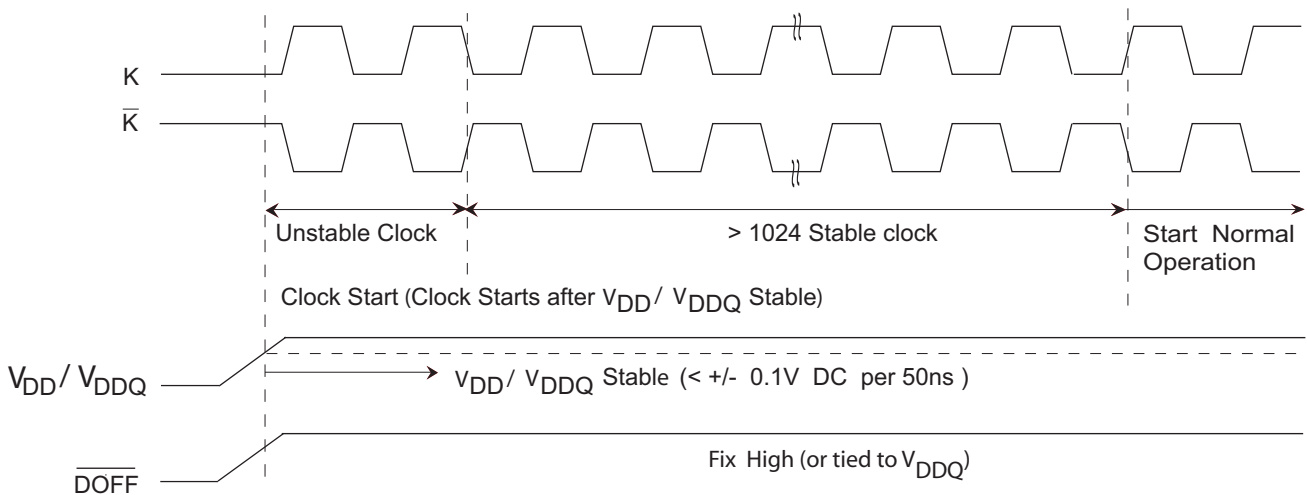 K
K̅
Unstable Clock
> 1024 Stable clock
Start Normal
Operation
Clock Start (Clock Starts after VDD / VDDQ Stable)
VDD / VDDQ
VDD / VDDQ Stable (< +/- 0.1V DC per 50ns )
Fix High (or tied to VDDQ)
D̅O̅F̅F̅